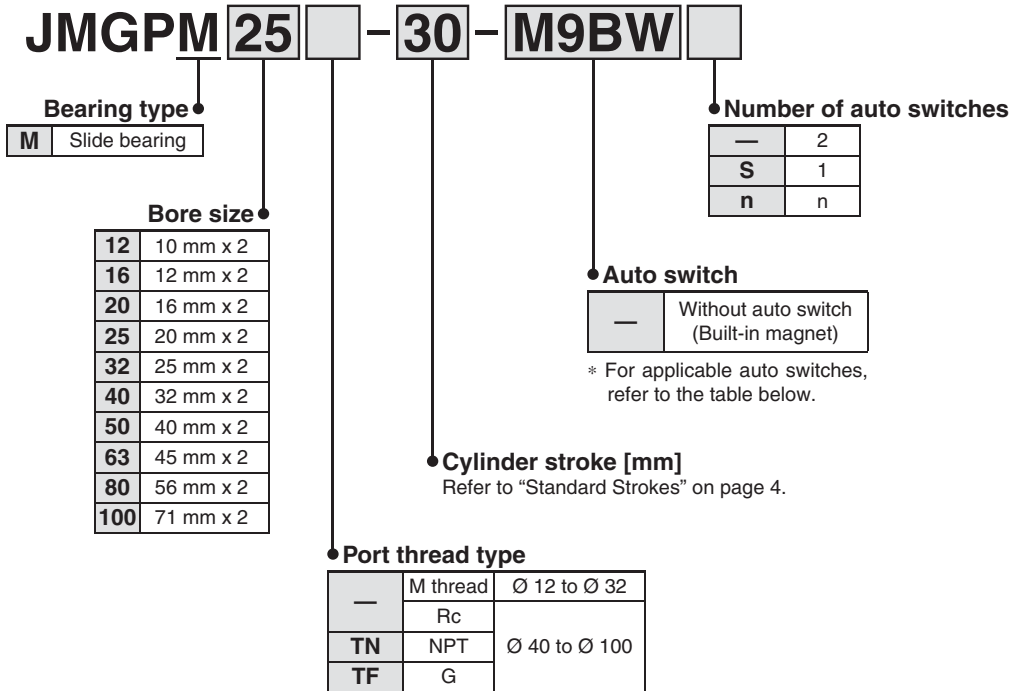 JMGPM 25 - 30 - M9BW
Bearing type
M Slide bearing
Number of auto switches
— 2
S 1
n n
Bore size
12 10 mm x 2
16 12 mm x 2
20 16 mm x 2
25 20 mm x 2
32 25 mm x 2
40 32 mm x 2
50 40 mm x 2
63 45 mm x 2
80 56 mm x 2
100 71 mm x 2
Auto switch
— Without auto switch
(Built-in magnet)
* For applicable auto switches,
refer to the table below.
Cylinder stroke [mm]
Refer to “Standard Strokes” on page 4.
Port thread type
— M thread Ø 12 to Ø 32
Rc
TN NPT Ø 40 to Ø 100
TF G